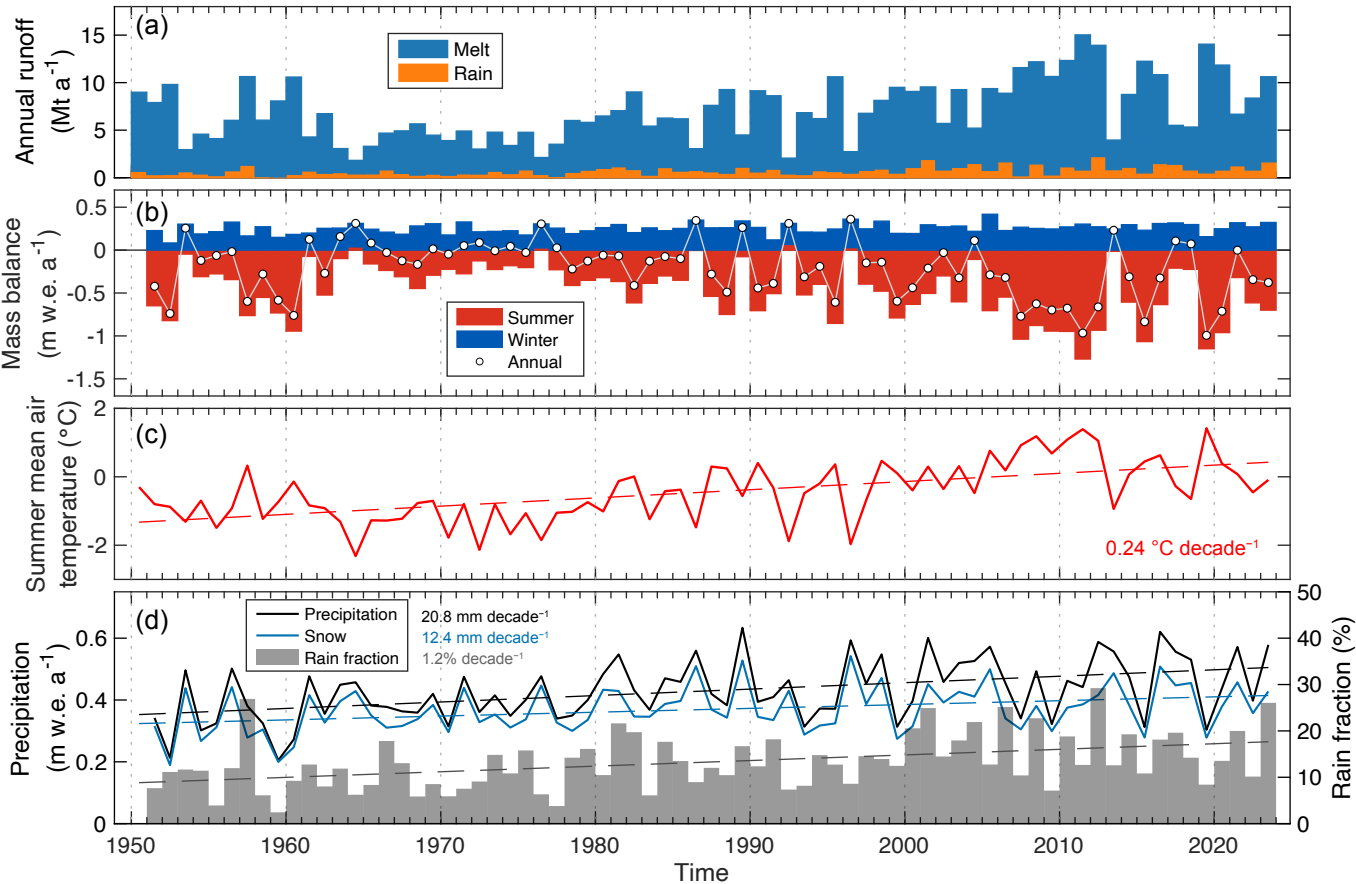 (a)
Annual runoff
(Mt a⁻¹)
15
10
5
0
Melt
Rain
(b)
Mass balance
(m w.e. a⁻¹)
0.5
0
-0.5
-1
-1.5
Summer
Winter
Annual
(c)
Summer mean air
temperature (°C)
2
0
-2
0.24 °C decade⁻¹
(d)
Precipitation
(m w.e. a⁻¹)
0.6
0.4
0.2
0
Precipitation 20.8 mm decade⁻¹
Snow 12.4 mm decade⁻¹
Rain fraction 1.2% decade⁻¹
50
40
30
20
10
0
Rain fraction (%)
1950 1960 1970 1980 1990 2000 2010 2020
Time